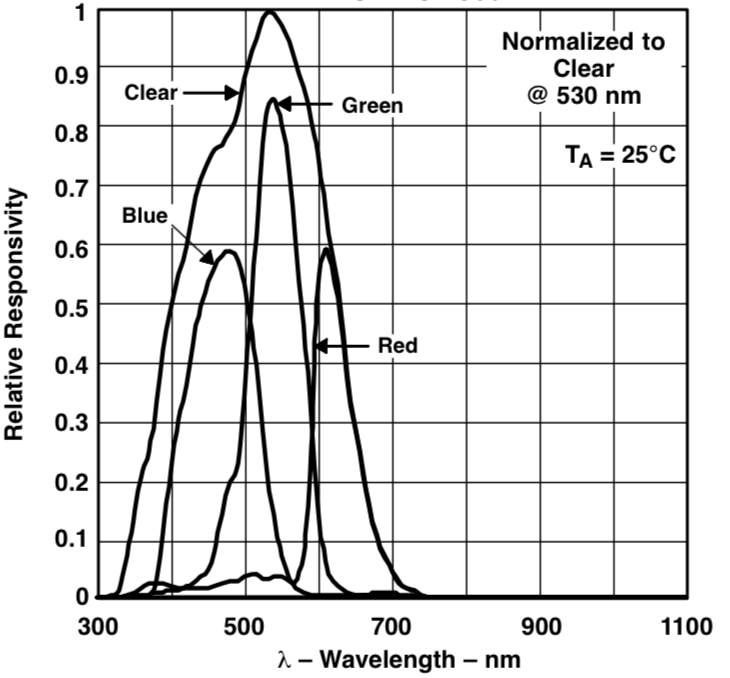 1
0.9
0.8
0.7
0.6
0.5
0.4
0.3
0.2
0.1
0
Relative Responsivity
Clear
Green
Blue
Red
Normalized to
Clear
@ 530 nm
TA = 25°C
300
500
700
900
1100
λ – Wavelength – nm